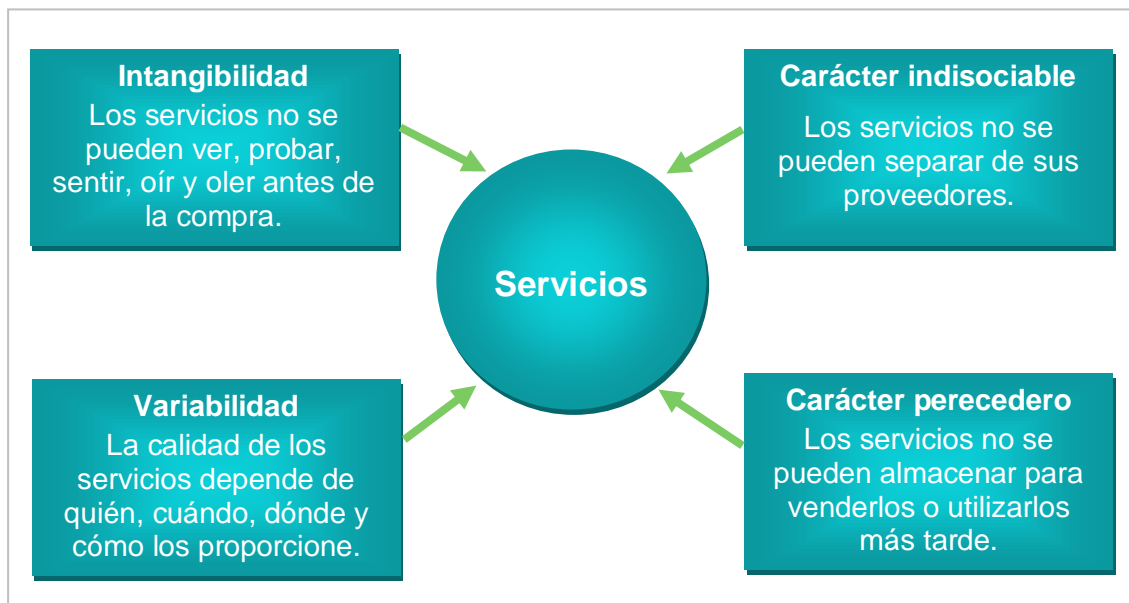 Intangibilidad
Los servicios no se
pueden ver, probar,
sentir, oír y oler antes de
la compra.
Carácter indisociable
Los servicios no se
pueden separar de sus
proveedores.
Servicios
Variabilidad
La calidad de los
servicios depende de
quién, cuándo, dónde y
cómo los proporcione.
Carácter perecedero
Los servicios no se
pueden almacenar para
venderlos o utilizarlos
más tarde.